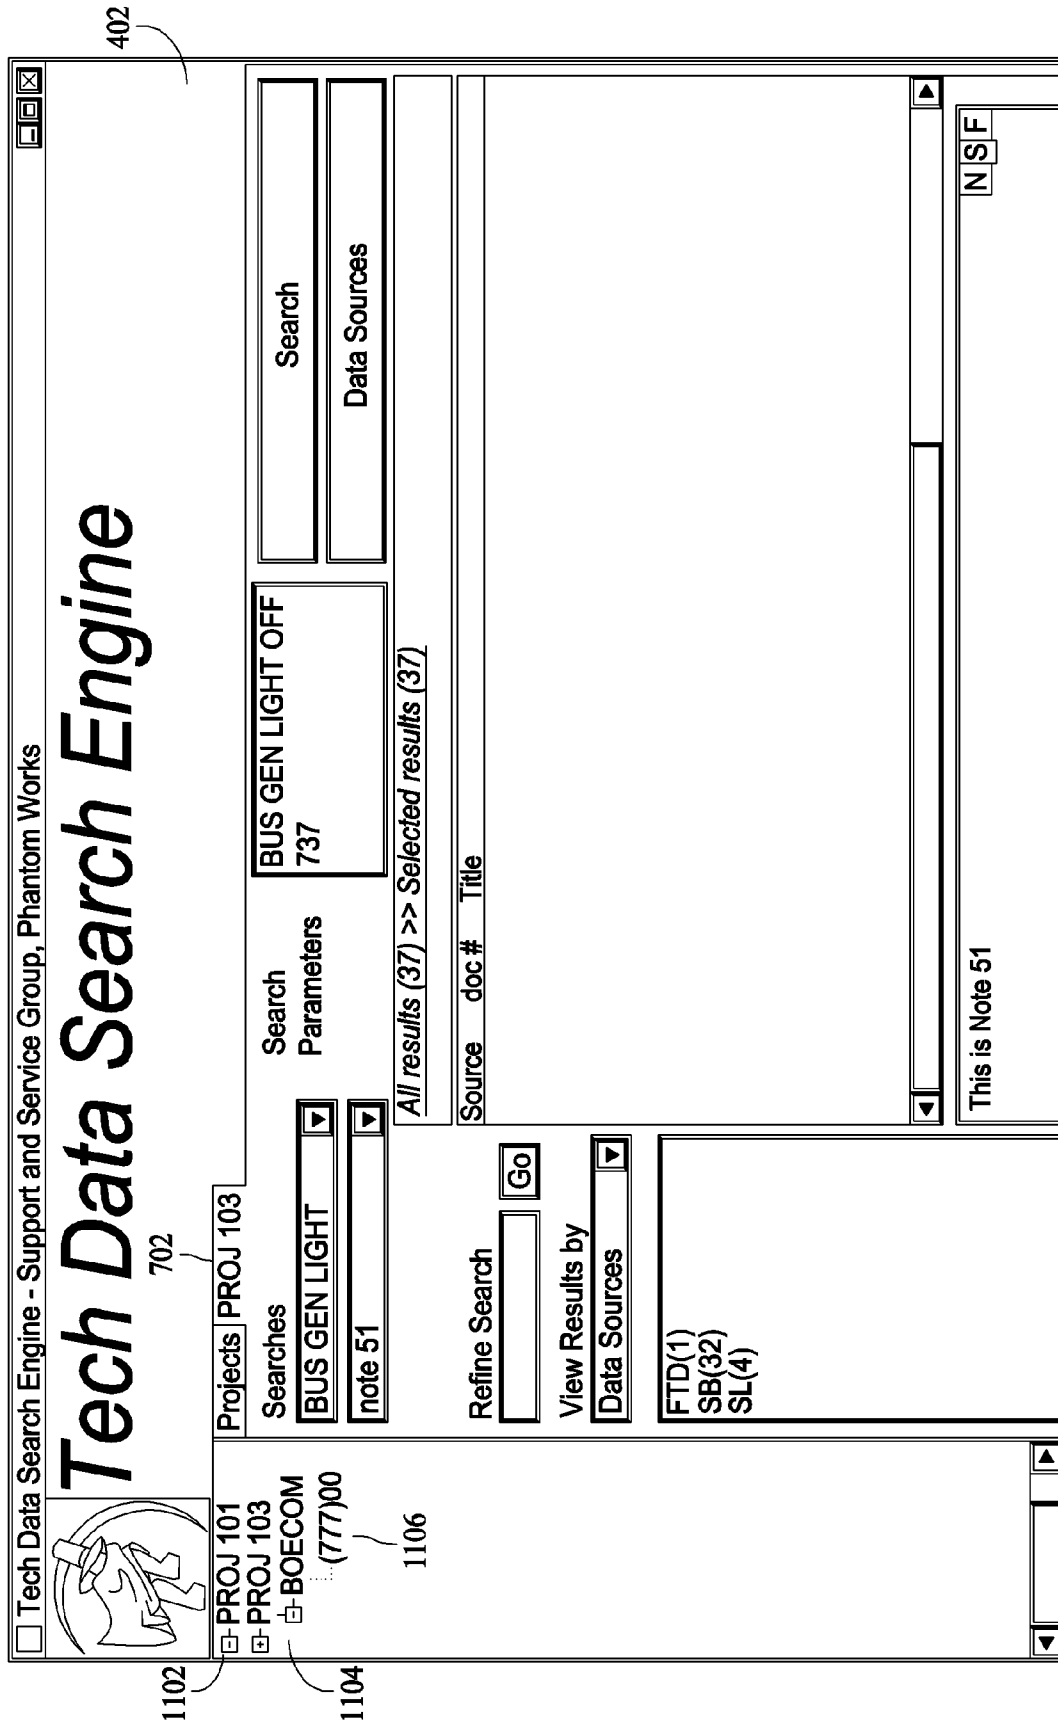 Tech Data Search Engine - Support and Service Group, Phantom Works
402
Tech Data Search Engine
702
Projects
PROJ 103
1102
PROJ 101
PROJ 103
BOECOM
(777)00
1104
1106
Searches
BUS GEN LIGHT
note 51
Search
Parameters
BUS GEN LIGHT OFF
737
Search
Data Sources
All results (37) >> Selected results (37)
Source doc # Title
Refine Search
Go
View Results by
Data Sources
FTD(1)
SB(32)
SL(4)
This is Note 51
N S F